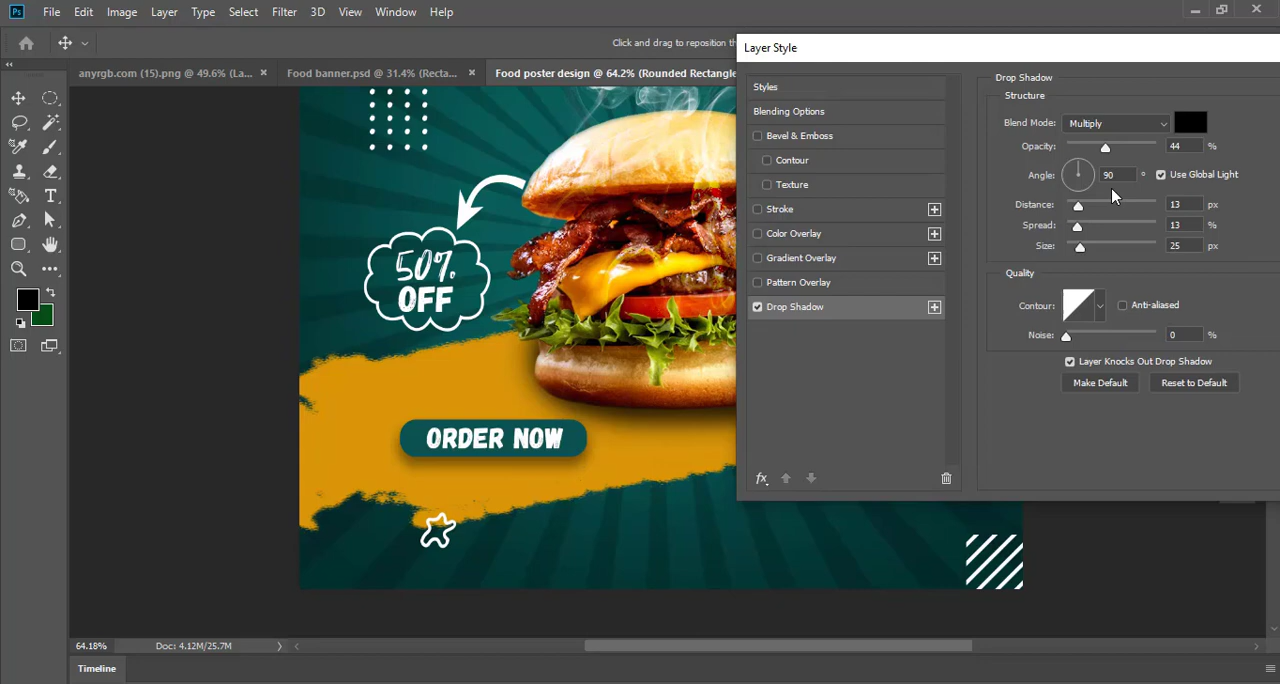 Ps File Edit Image Layer Type Select Filter 3D View Window Help
Click and drag to reposition th
anyrgb.com (15).png @ 49.6% (La...
Food banner.psd @ 31.4% (Recta...
Food poster design @ 64.2% (Rounded Rectangle
50%
OFF
ORDER NOW
Layer Style
Styles
Blending Options
Bevel & Emboss
Contour
Texture
Stroke
Color Overlay
Gradient Overlay
Pattern Overlay
Drop Shadow
fx
Drop Shadow
Structure
Blend Mode: Multiply
Opacity: 44 %
Angle: 90 ° Use Global Light
Distance: 13 px
Spread: 13 %
Size: 25 px
Quality
Contour: Anti-aliased
Noise: 0 %
Layer Knocks Out Drop Shadow
Make Default Reset to Default
64.18% Doc: 4.12M/25.7M
Timeline